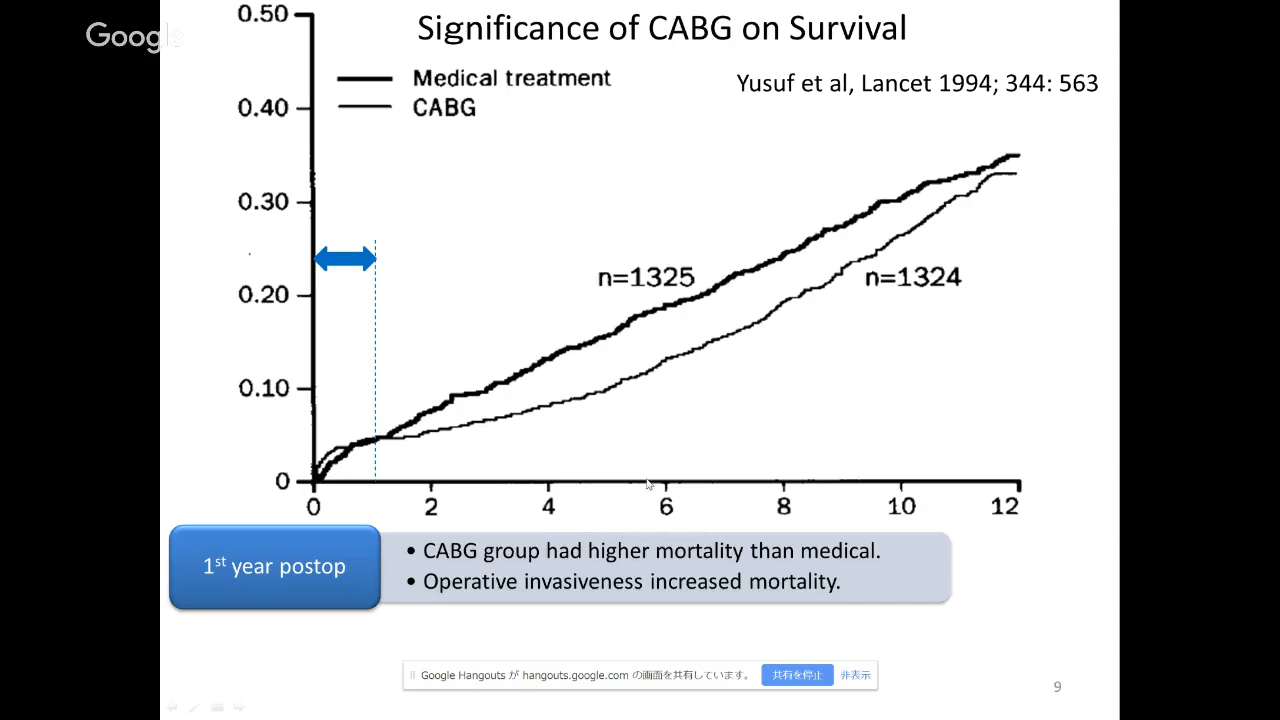 Google
Significance of CABG on Survival
Yusuf et al, Lancet 1994; 344: 563
0.50
0.40
0.30
0.20
0.10
0
Medical treatment
CABG
n=1325
n=1324
0 2 4 6 8 10 12
1st year postop
• CABG group had higher mortality than medical.
• Operative invasiveness increased mortality.
Google Hangouts が hangouts.google.com の画面を共有しています。 共有を停止 非表示
9